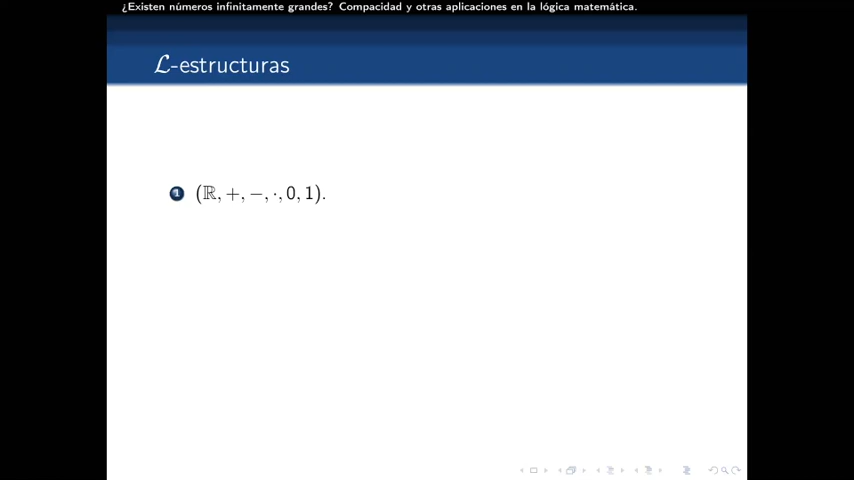 ¿Existen números infinitamente grandes? Compacidad y otras aplicaciones en la lógica matemática.
ℒ-estructuras
1 (ℝ, +, −, ·, 0, 1).